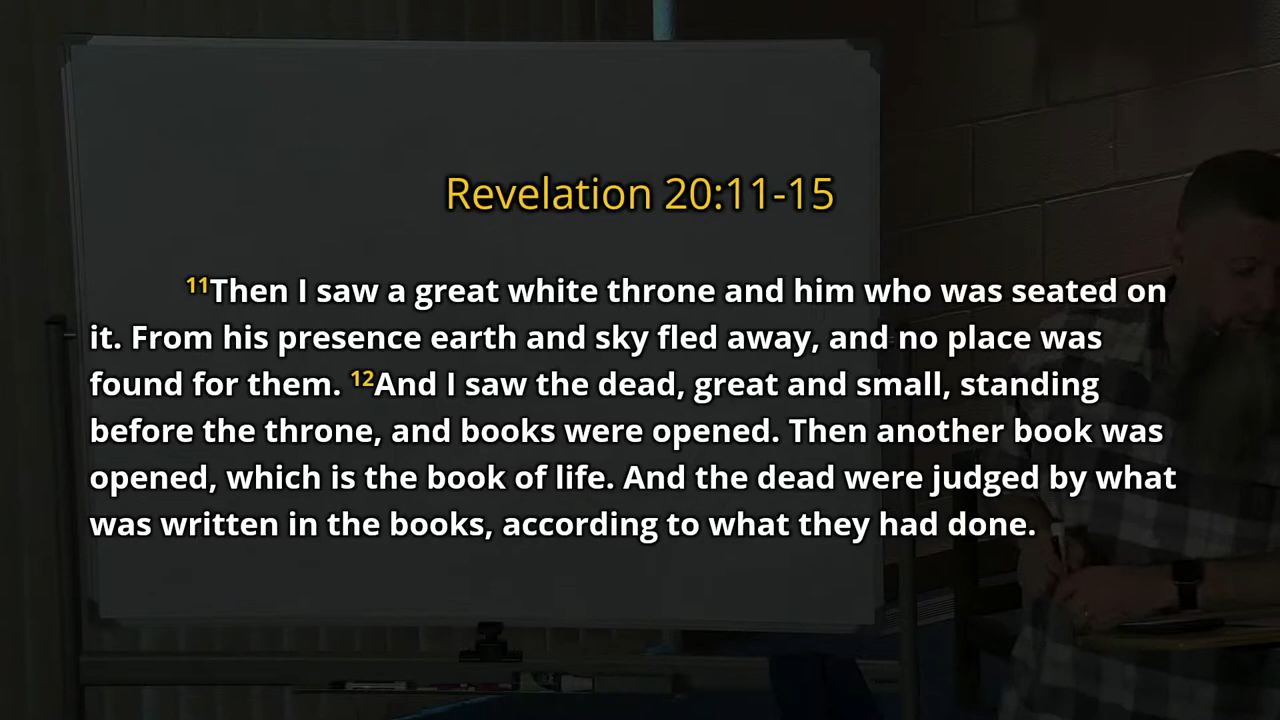 Revelation 20:11-15
11Then I saw a great white throne and him who was seated on
it. From his presence earth and sky fled away, and no place was
found for them. 12And I saw the dead, great and small, standing
before the throne, and books were opened. Then another book was
opened, which is the book of life. And the dead were judged by what
was written in the books, according to what they had done.